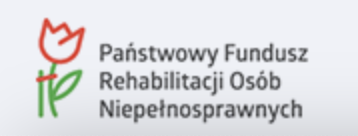 Państwowy Fundusz
Rehabilitacji Osób
Niepełnosprawnych